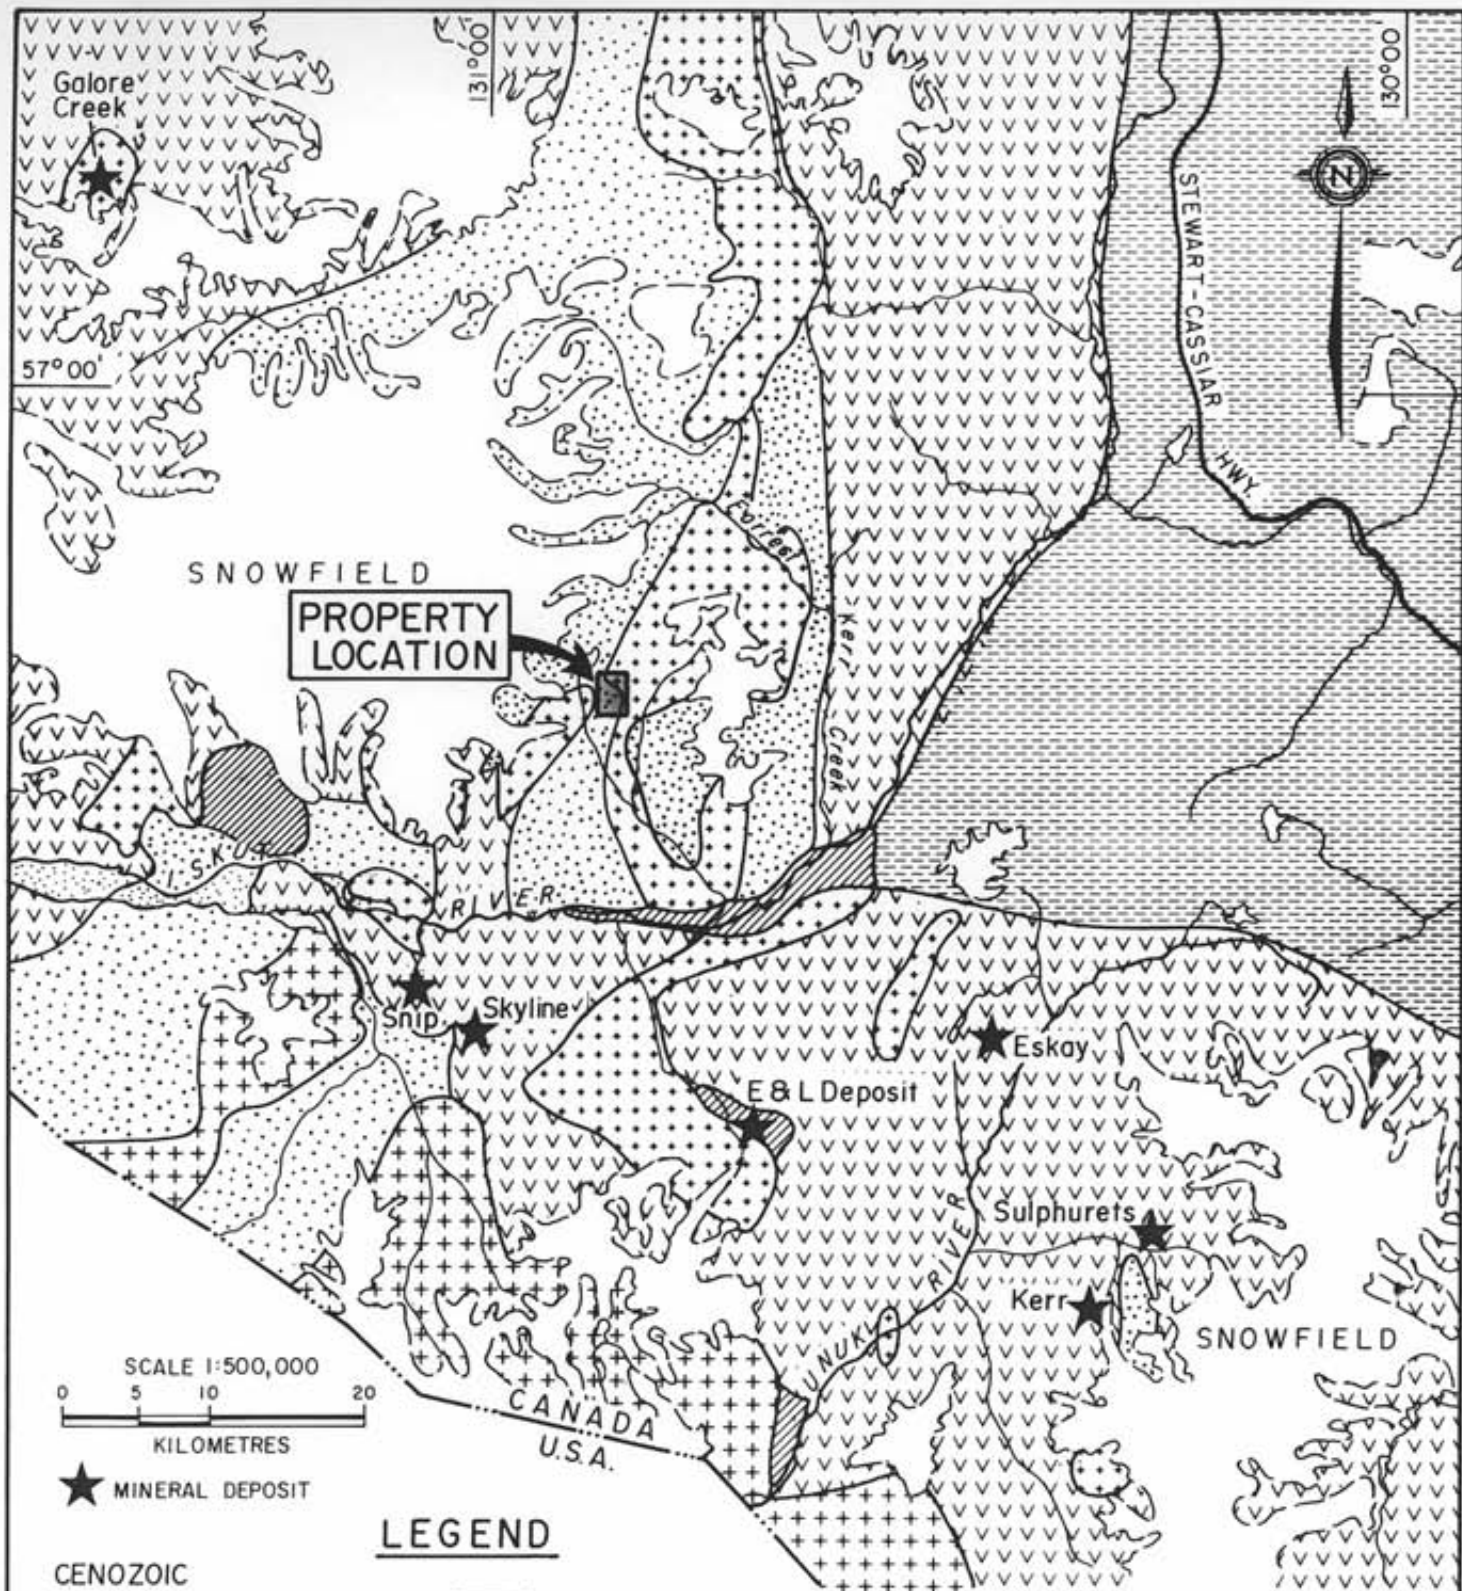 Galore
Creek
131°00'
130°00'
N
STEWART-CASSIAR
HWY.
57°00'
SNOWFIELD
Forrest
PROPERTY
LOCATION
Kerr
Creek
ISK
RIVER
Snip
Skyline
Eskay
E & L Deposit
Sulphurets
RIVER
Kerr
UNUK
SNOWFIELD
SCALE 1:500,000
0 5 10 20
KILOMETRES
CANADA
U.S.A.
MINERAL DEPOSIT
LEGEND
CENOZOIC